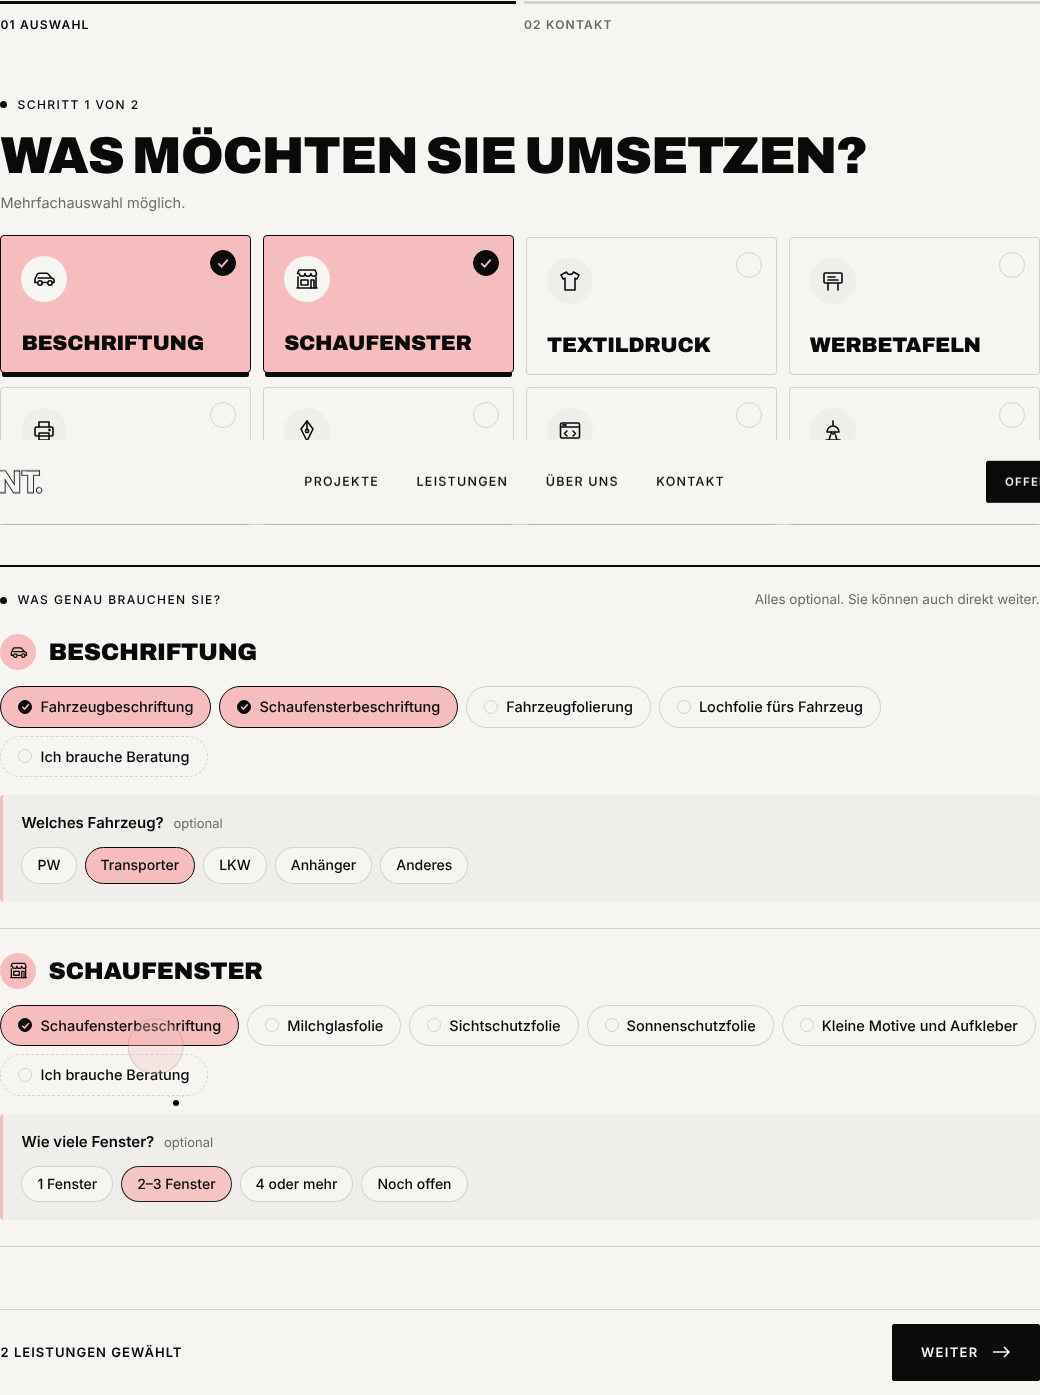 01 AUSWAHL
02 KONTAKT
SCHRITT 1 VON 2
WAS MÖCHTEN SIE UMSETZEN?
Mehrfachauswahl möglich.
BESCHRIFTUNG
SCHAUFENSTER
TEXTILDRUCK
WERBETAFELN
NT.
PROJEKTE
LEISTUNGEN
ÜBER UNS
KONTAKT
OFFE
WAS GENAU BRAUCHEN SIE?
Alles optional. Sie können auch direkt weiter.
BESCHRIFTUNG
Fahrzeugbeschriftung
Schaufensterbeschriftung
Fahrzeugfolierung
Lochfolie fürs Fahrzeug
Ich brauche Beratung
Welches Fahrzeug? optional
PW
Transporter
LKW
Anhänger
Anderes
SCHAUFENSTER
Schaufensterbeschriftung
Milchglasfolie
Sichtschutzfolie
Sonnenschutzfolie
Kleine Motive und Aufkleber
Ich brauche Beratung
Wie viele Fenster? optional
1 Fenster
2–3 Fenster
4 oder mehr
Noch offen
2 LEISTUNGEN GEWÄHLT
WEITER